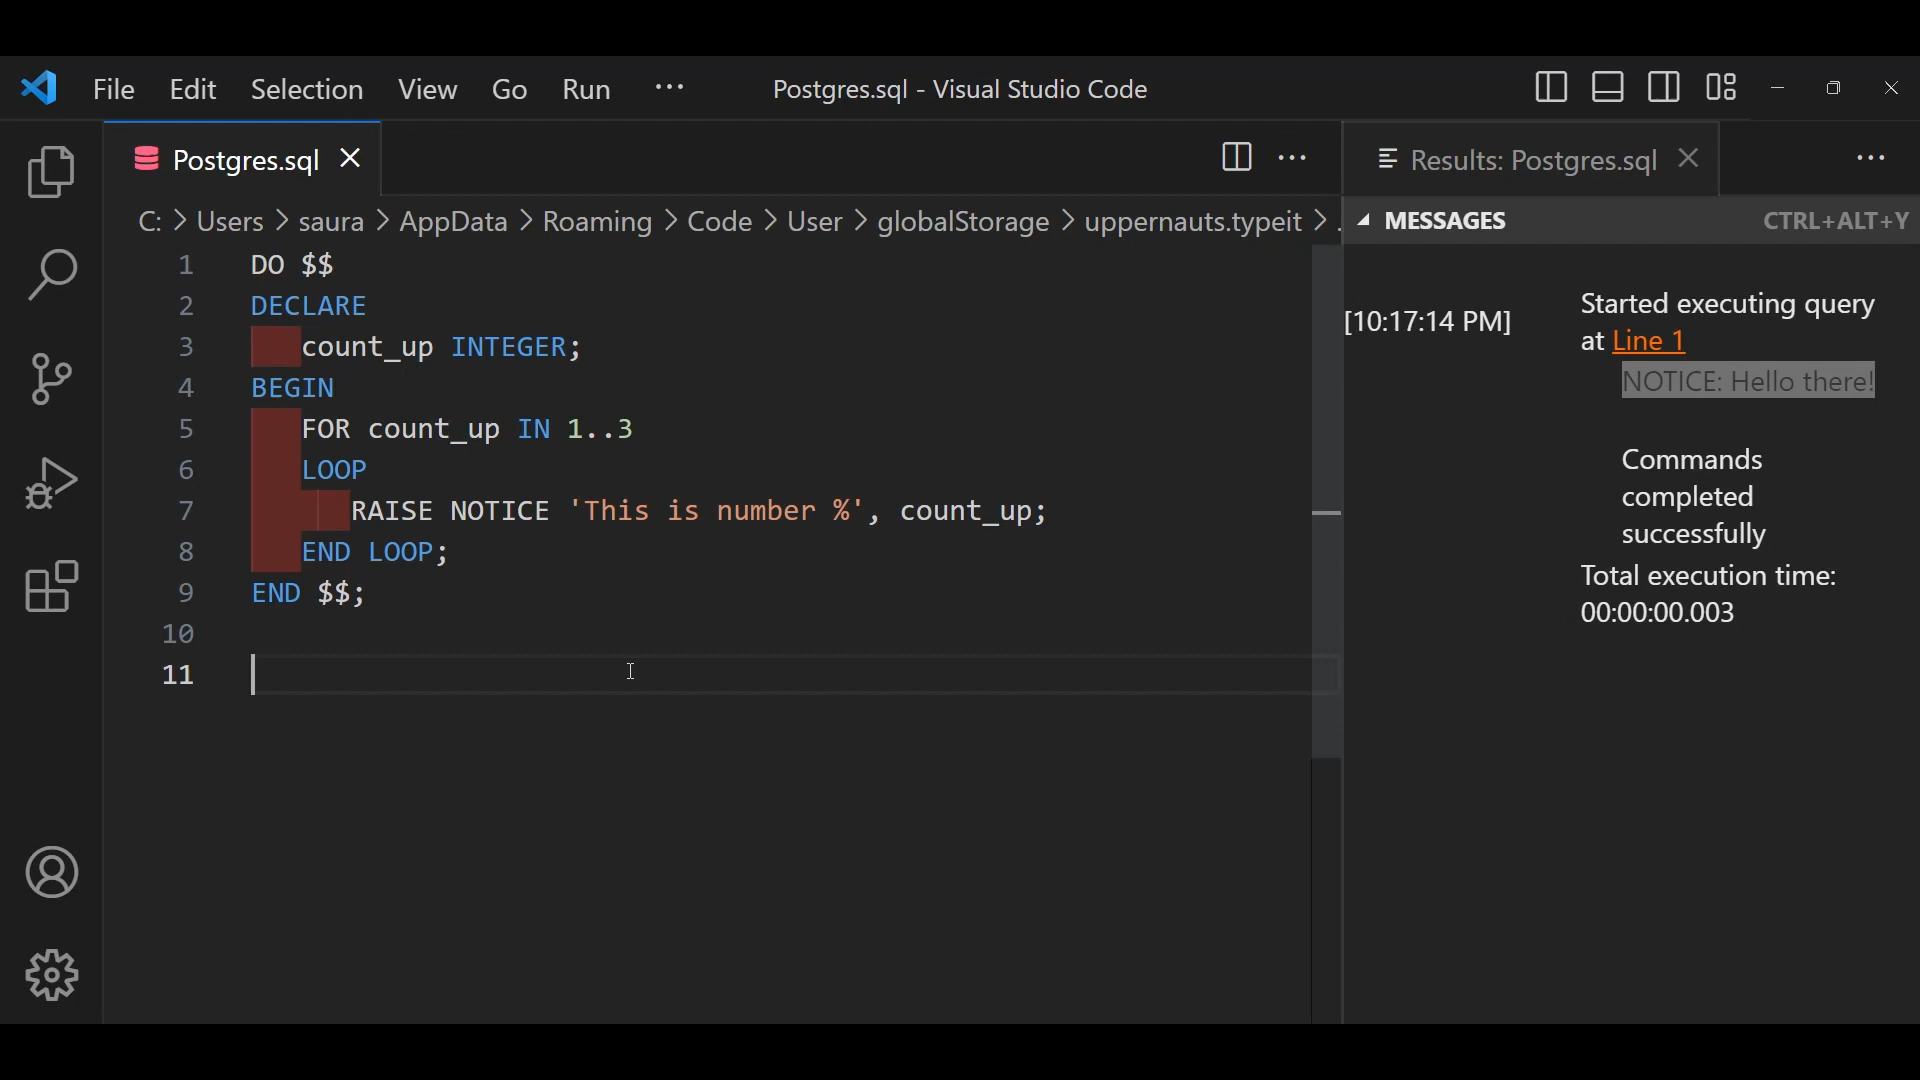 File Edit Selection View Go Run ··· Postgres.sql - Visual Studio Code
Postgres.sql
Results: Postgres.sql
C: > Users > saura > AppData > Roaming > Code > User > globalStorage > uppernauts.typeit > .
MESSAGES CTRL+ALT+Y
1 DO $$
2 DECLARE
3 count_up INTEGER;
4 BEGIN
5 FOR count_up IN 1..3
6 LOOP
7 RAISE NOTICE 'This is number %', count_up;
8 END LOOP;
9 END $$;
10
11
[10:17:14 PM]
Started executing query
at Line 1
NOTICE: Hello there!
Commands
completed
successfully
Total execution time:
00:00:00.003